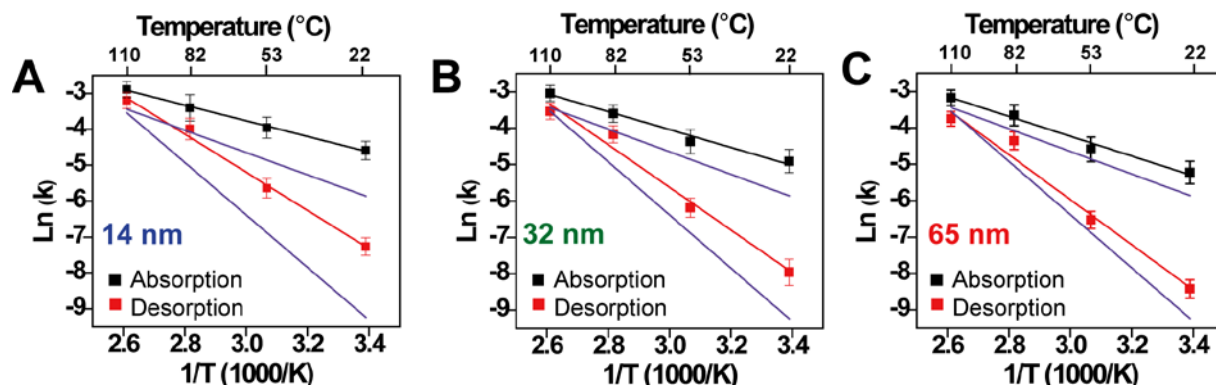 A
Temperature (°C)
110 82 53 22
Ln (k)
-3
-4
-5
-6
-7
-8
-9
14 nm
Absorption
Desorption
2.6 2.8 3.0 3.2 3.4
1/T (1000/K)
B
Temperature (°C)
110 82 53 22
Ln (k)
-3
-4
-5
-6
-7
-8
-9
32 nm
Absorption
Desorption
2.6 2.8 3.0 3.2 3.4
1/T (1000/K)
C
Temperature (°C)
110 82 53 22
Ln (k)
-3
-4
-5
-6
-7
-8
-9
65 nm
Absorption
Desorption
2.6 2.8 3.0 3.2 3.4
1/T (1000/K)